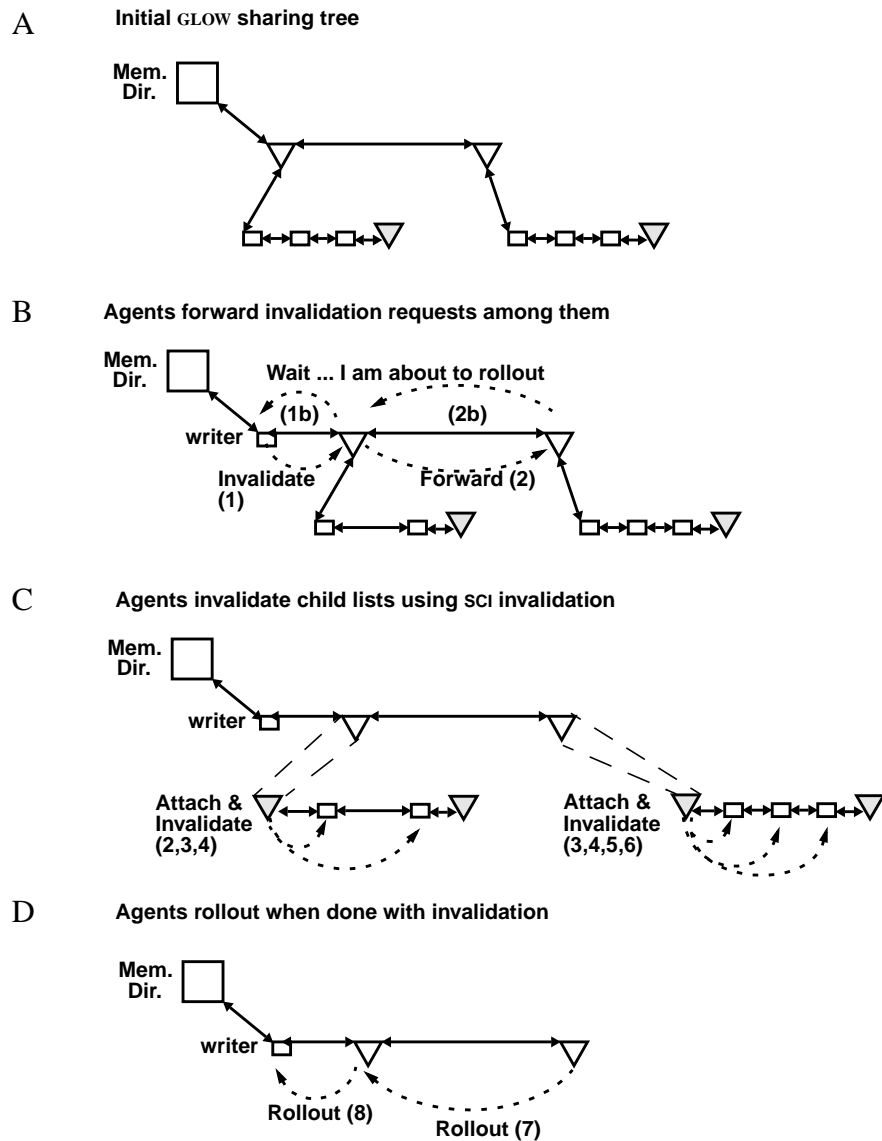 A
Initial GLOW sharing tree
Mem.
Dir.
B
Agents forward invalidation requests among them
Mem.
Dir.
Wait ... I am about to rollout
(1b)
(2b)
writer
Invalidate
(1)
Forward (2)
C
Agents invalidate child lists using SCI invalidation
Mem.
Dir.
writer
Attach &
Invalidate
(2,3,4)
Attach &
Invalidate
(3,4,5,6)
D
Agents rollout when done with invalidation
Mem.
Dir.
writer
Rollout (8)
Rollout (7)